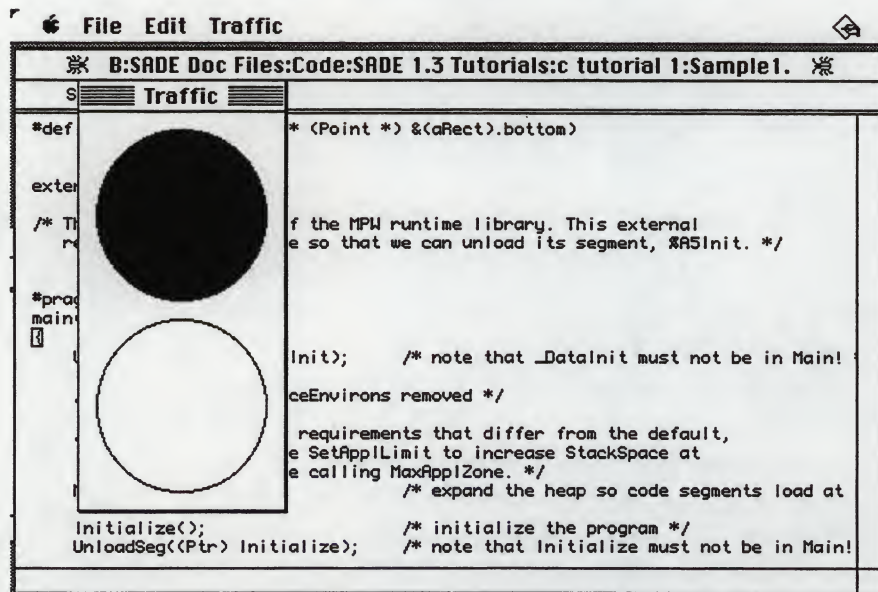 File Edit Traffic
B:SADE Doc Files:Code:SADE 1.3 Tutorials:c tutorial 1:Sample1.
S
Traffic
#def * (Point *) &(aRect).bottom)
exter
/* Th f the MPW runtime library. This external
re e so that we can unload its segment, %A5Init. */
#prag
main
{
Init); /* note that _DataInit must not be in Main!
ceEnvirons removed */
requirements that differ from the default,
e SetApplLimit to increase StackSpace at
e calling MaxApplZone. */
/* expand the heap so code segments load at
Initialize(); /* initialize the program */
UnloadSeg((Ptr) Initialize); /* note that Initialize must not be in Main!